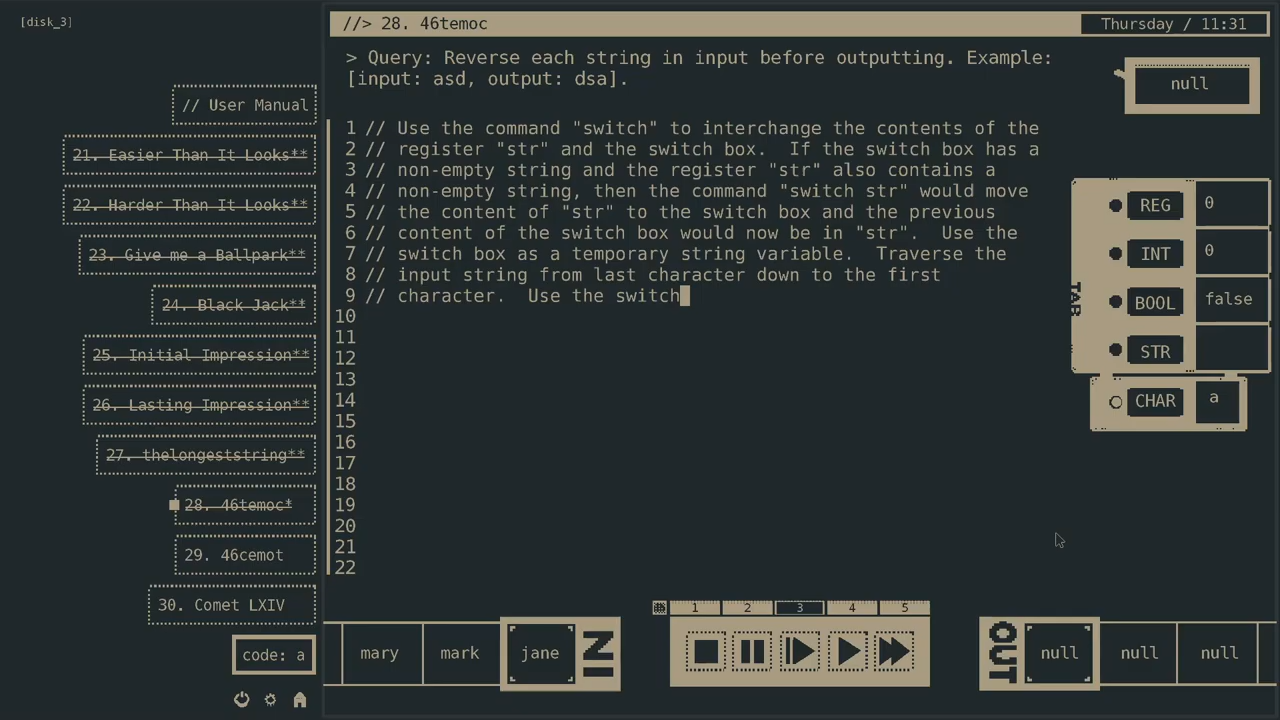 [disk_3]
//> 28. 46temoc
Thursday / 11:31
> Query: Reverse each string in input before outputting. Example:
[input: asd, output: dsa].
null
// User Manual
21. Easier Than It Looks**
22. Harder Than It Looks**
23. Give me a Ballpark**
24. Black Jack**
25. Initial Impression**
26. Lasting Impression**
27. thelongeststring**
28. 46temoc*
29. 46cemot
30. Comet LXIV
code: a
1 // Use the command "switch" to interchange the contents of the
2 // register "str" and the switch box.  If the switch box has a
3 // non-empty string and the register "str" also contains a
4 // non-empty string, then the command "switch str" would move
5 // the content of "str" to the switch box and the previous
6 // content of the switch box would now be in "str".  Use the
7 // switch box as a temporary string variable.  Traverse the
8 // input string from last character down to the first
9 // character.  Use the switch
10
11
12
13
14
15
16
17
18
19
20
21
22
TAB
REG 0
INT 0
BOOL false
STR
CHAR a
1 2 3 4 5
mary mark jane IN
OUT null null null